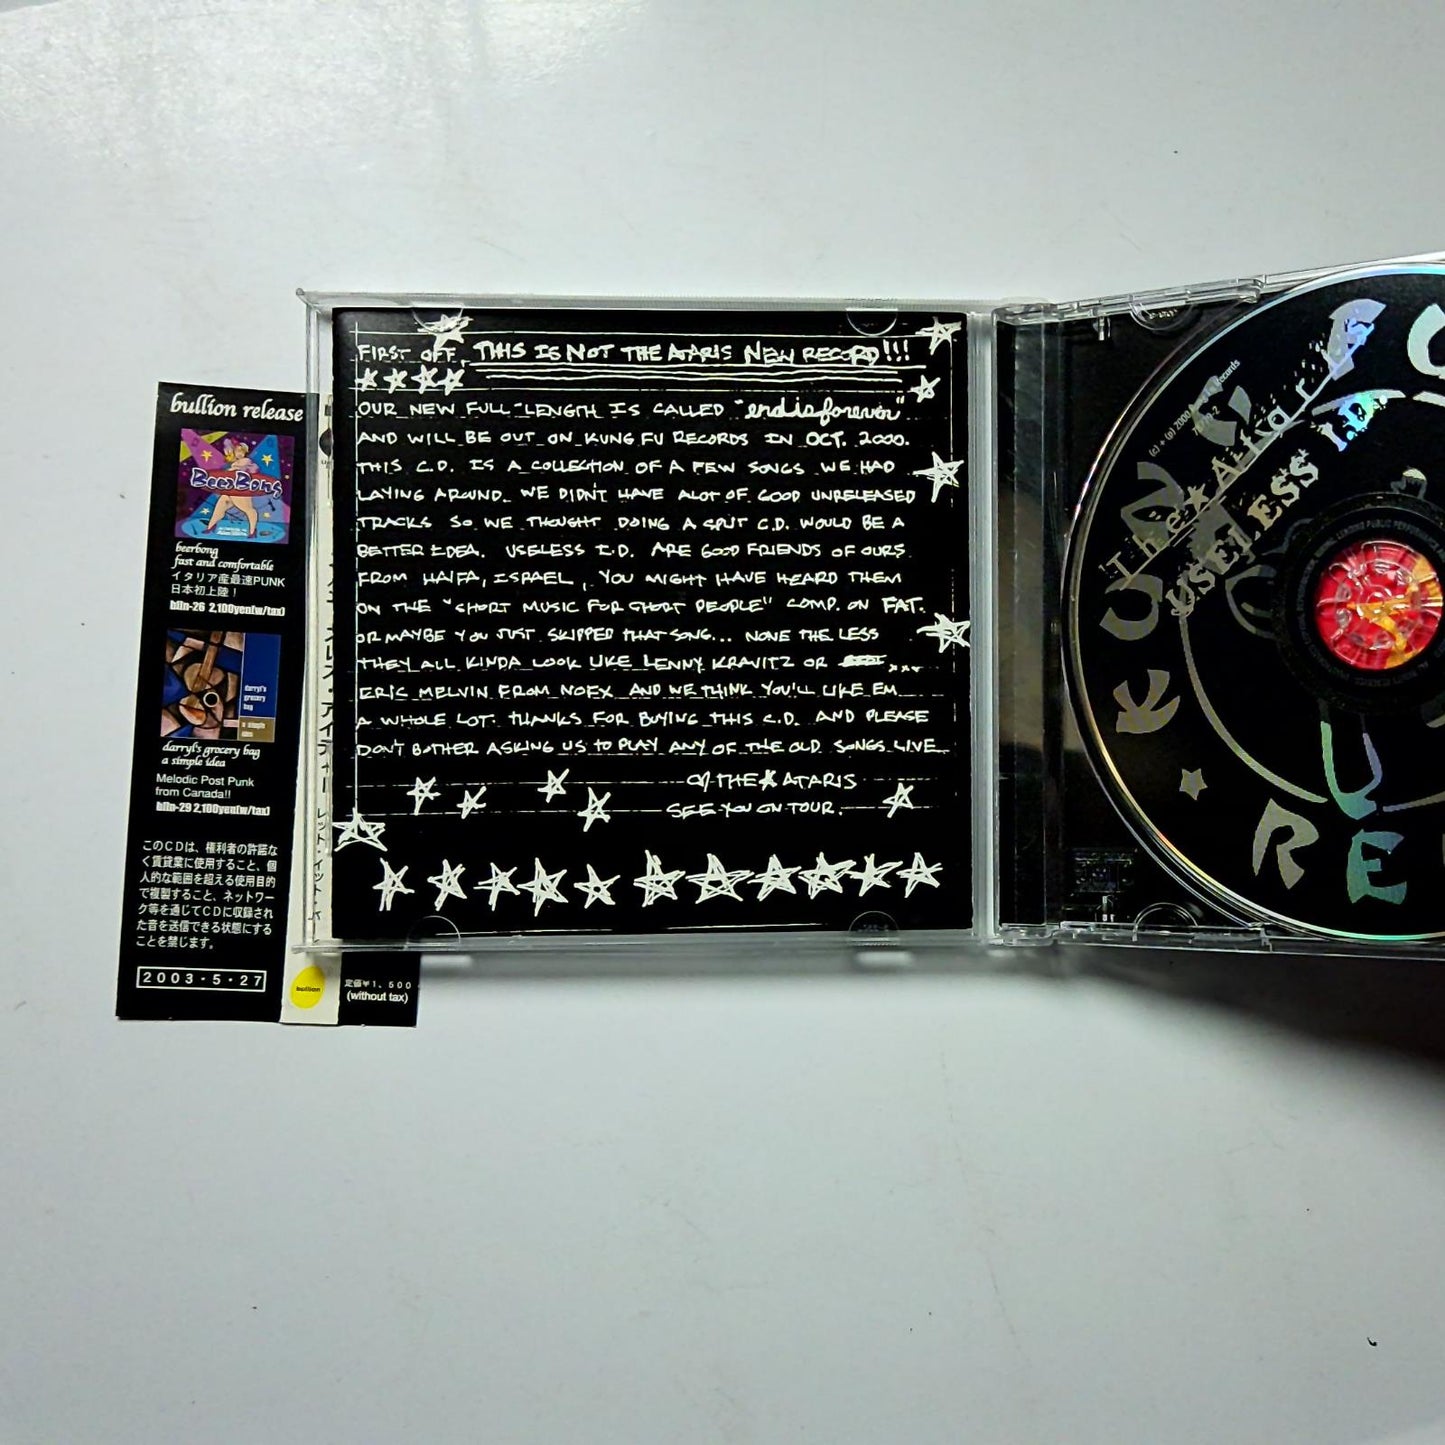 bullion release
BeerBong
beerbong
fast and comfortable
イタリア産最速PUNK
日本初上陸！
blln-26 2,100yen(w/tax)
darryl's
grocery
bag
a simple
idea
darryl's grocery bag
a simple idea
Melodic Post Punk
from Canada!!
blln-29 2,100yen(w/tax)
このCDは、権利者の許諾な
く賃貸業に使用すること、個
人的な範囲を超える使用目的
で複製すること、ネットワー
ク等を通じてCDに収録され
た音を送信できる状態にする
ことを禁じます。
2003・5・27
bullion
定価¥1,500
(without tax)
FIRST OFF, THIS IS NOT THE ATARIS NEW RECORD!!!
OUR NEW FULL-LENGTH IS CALLED "end is forever"
AND WILL BE OUT ON KUNG FU RECORDS IN OCT. 2000.
THIS C.D. IS A COLLECTION OF A FEW SONGS WE HAD
LAYING AROUND. WE DIDN'T HAVE ALOT OF GOOD UNRELEASED
TRACKS SO WE THOUGHT DOING A SPLIT C.D. WOULD BE A
BETTER IDEA. USELESS I.D. ARE GOOD FRIENDS OF OURS
FROM HAIFA, ISRAEL, YOU MIGHT HAVE HEARD THEM
ON THE "SHORT MUSIC FOR SHORT PEOPLE" COMP. ON FAT.
OR MAYBE YOU JUST SKIPPED THAT SONG... NONE THE LESS
THEY ALL KINDA LOOK LIKE LENNY KRAVITZ OR ...
ERIC MELVIN FROM NOFX AND WE THINK YOU'LL LIKE EM
A WHOLE LOT. THANKS FOR BUYING THIS C.D. AND PLEASE
DON'T BOTHER ASKING US TO PLAY ANY OF THE OLD SONGS LIVE
THE ATARIS
SEE YOU ON TOUR.
The Atar
USELESS I.D.
(c) + (p) 2000
Records